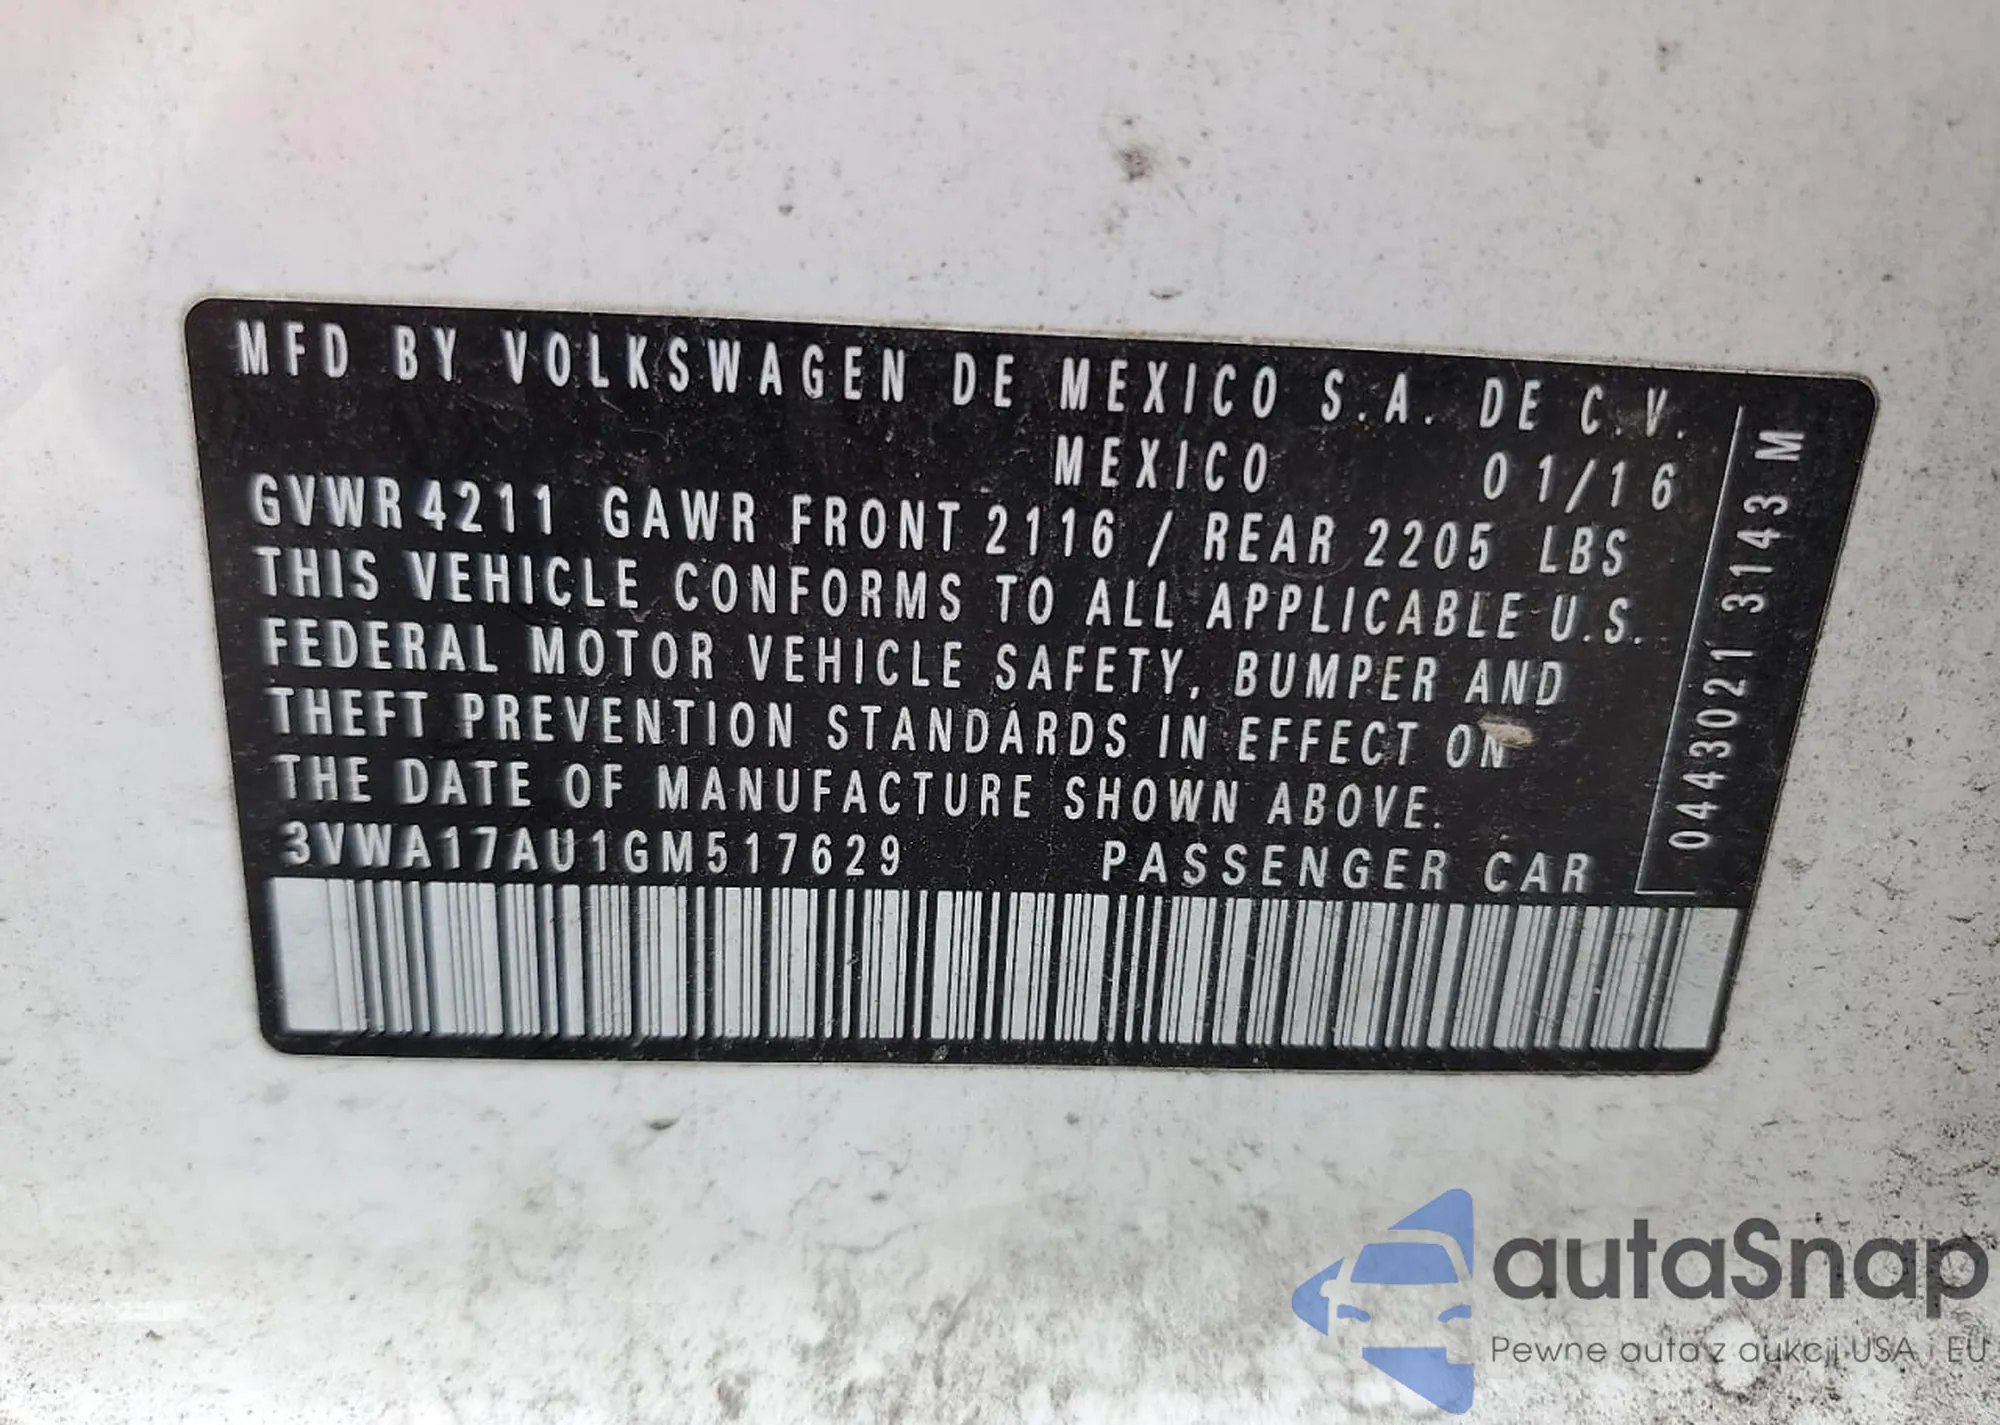 MFD BY VOLKSWAGEN DE MEXICO S.A. DE C.V.
MEXICO 01/16
GVWR 4211 GAWR FRONT 2116 / REAR 2205 LBS
THIS VEHICLE CONFORMS TO ALL APPLICABLE U.S.
FEDERAL MOTOR VEHICLE SAFETY, BUMPER AND
THEFT PREVENTION STANDARDS IN EFFECT ON
THE DATE OF MANUFACTURE SHOWN ABOVE.
3VWA17AU1GM517629 PASSENGER CAR
0443021 3143 M
autaSnap
Pewne auta z aukcji USA i EU